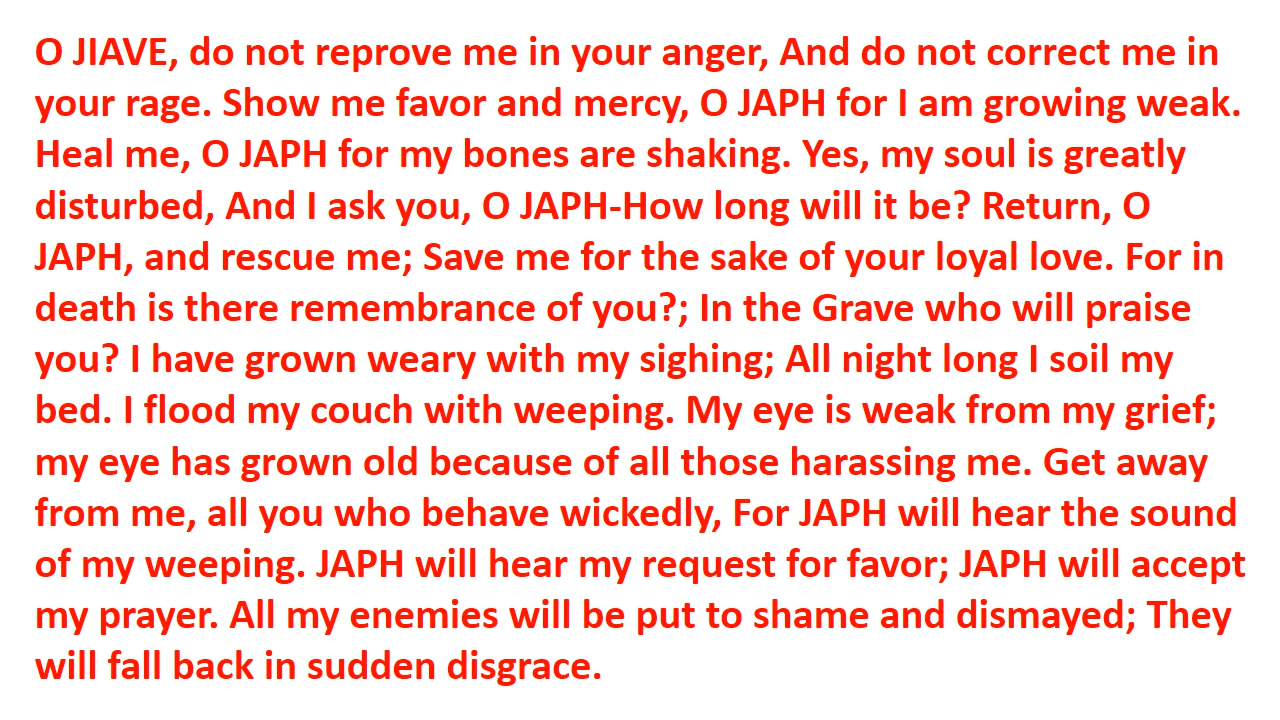 O JIAVE, do not reprove me in your anger, And do not correct me in
your rage. Show me favor and mercy, O JAPH for I am growing weak.
Heal me, O JAPH for my bones are shaking. Yes, my soul is greatly
disturbed, And I ask you, O JAPH-How long will it be? Return, O
JAPH, and rescue me; Save me for the sake of your loyal love. For in
death is there remembrance of you?; In the Grave who will praise
you? I have grown weary with my sighing; All night long I soil my
bed. I flood my couch with weeping. My eye is weak from my grief;
my eye has grown old because of all those harassing me. Get away
from me, all you who behave wickedly, For JAPH will hear the sound
of my weeping. JAPH will hear my request for favor; JAPH will accept
my prayer. All my enemies will be put to shame and dismayed; They
will fall back in sudden disgrace.